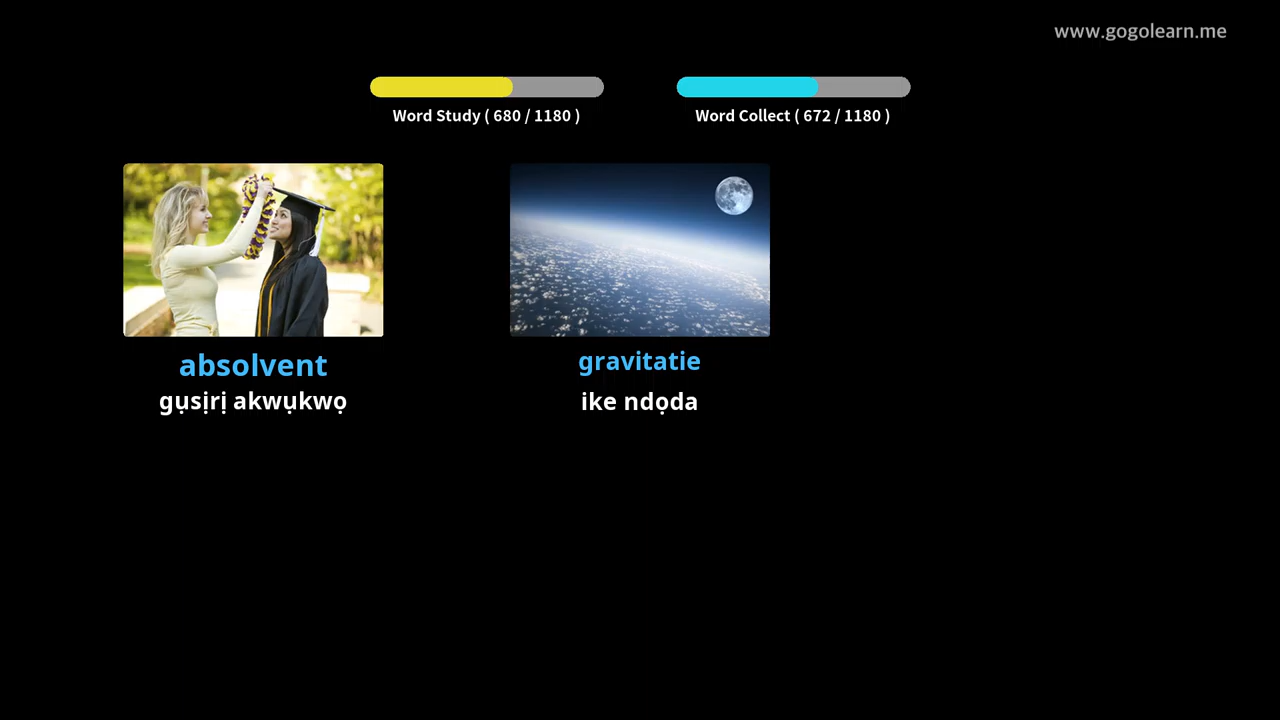 www.gogolearn.me
Word Study ( 680 / 1180 )
Word Collect ( 672 / 1180 )
absolvent
gụsịrị akwụkwọ
gravitatie
ike ndọda